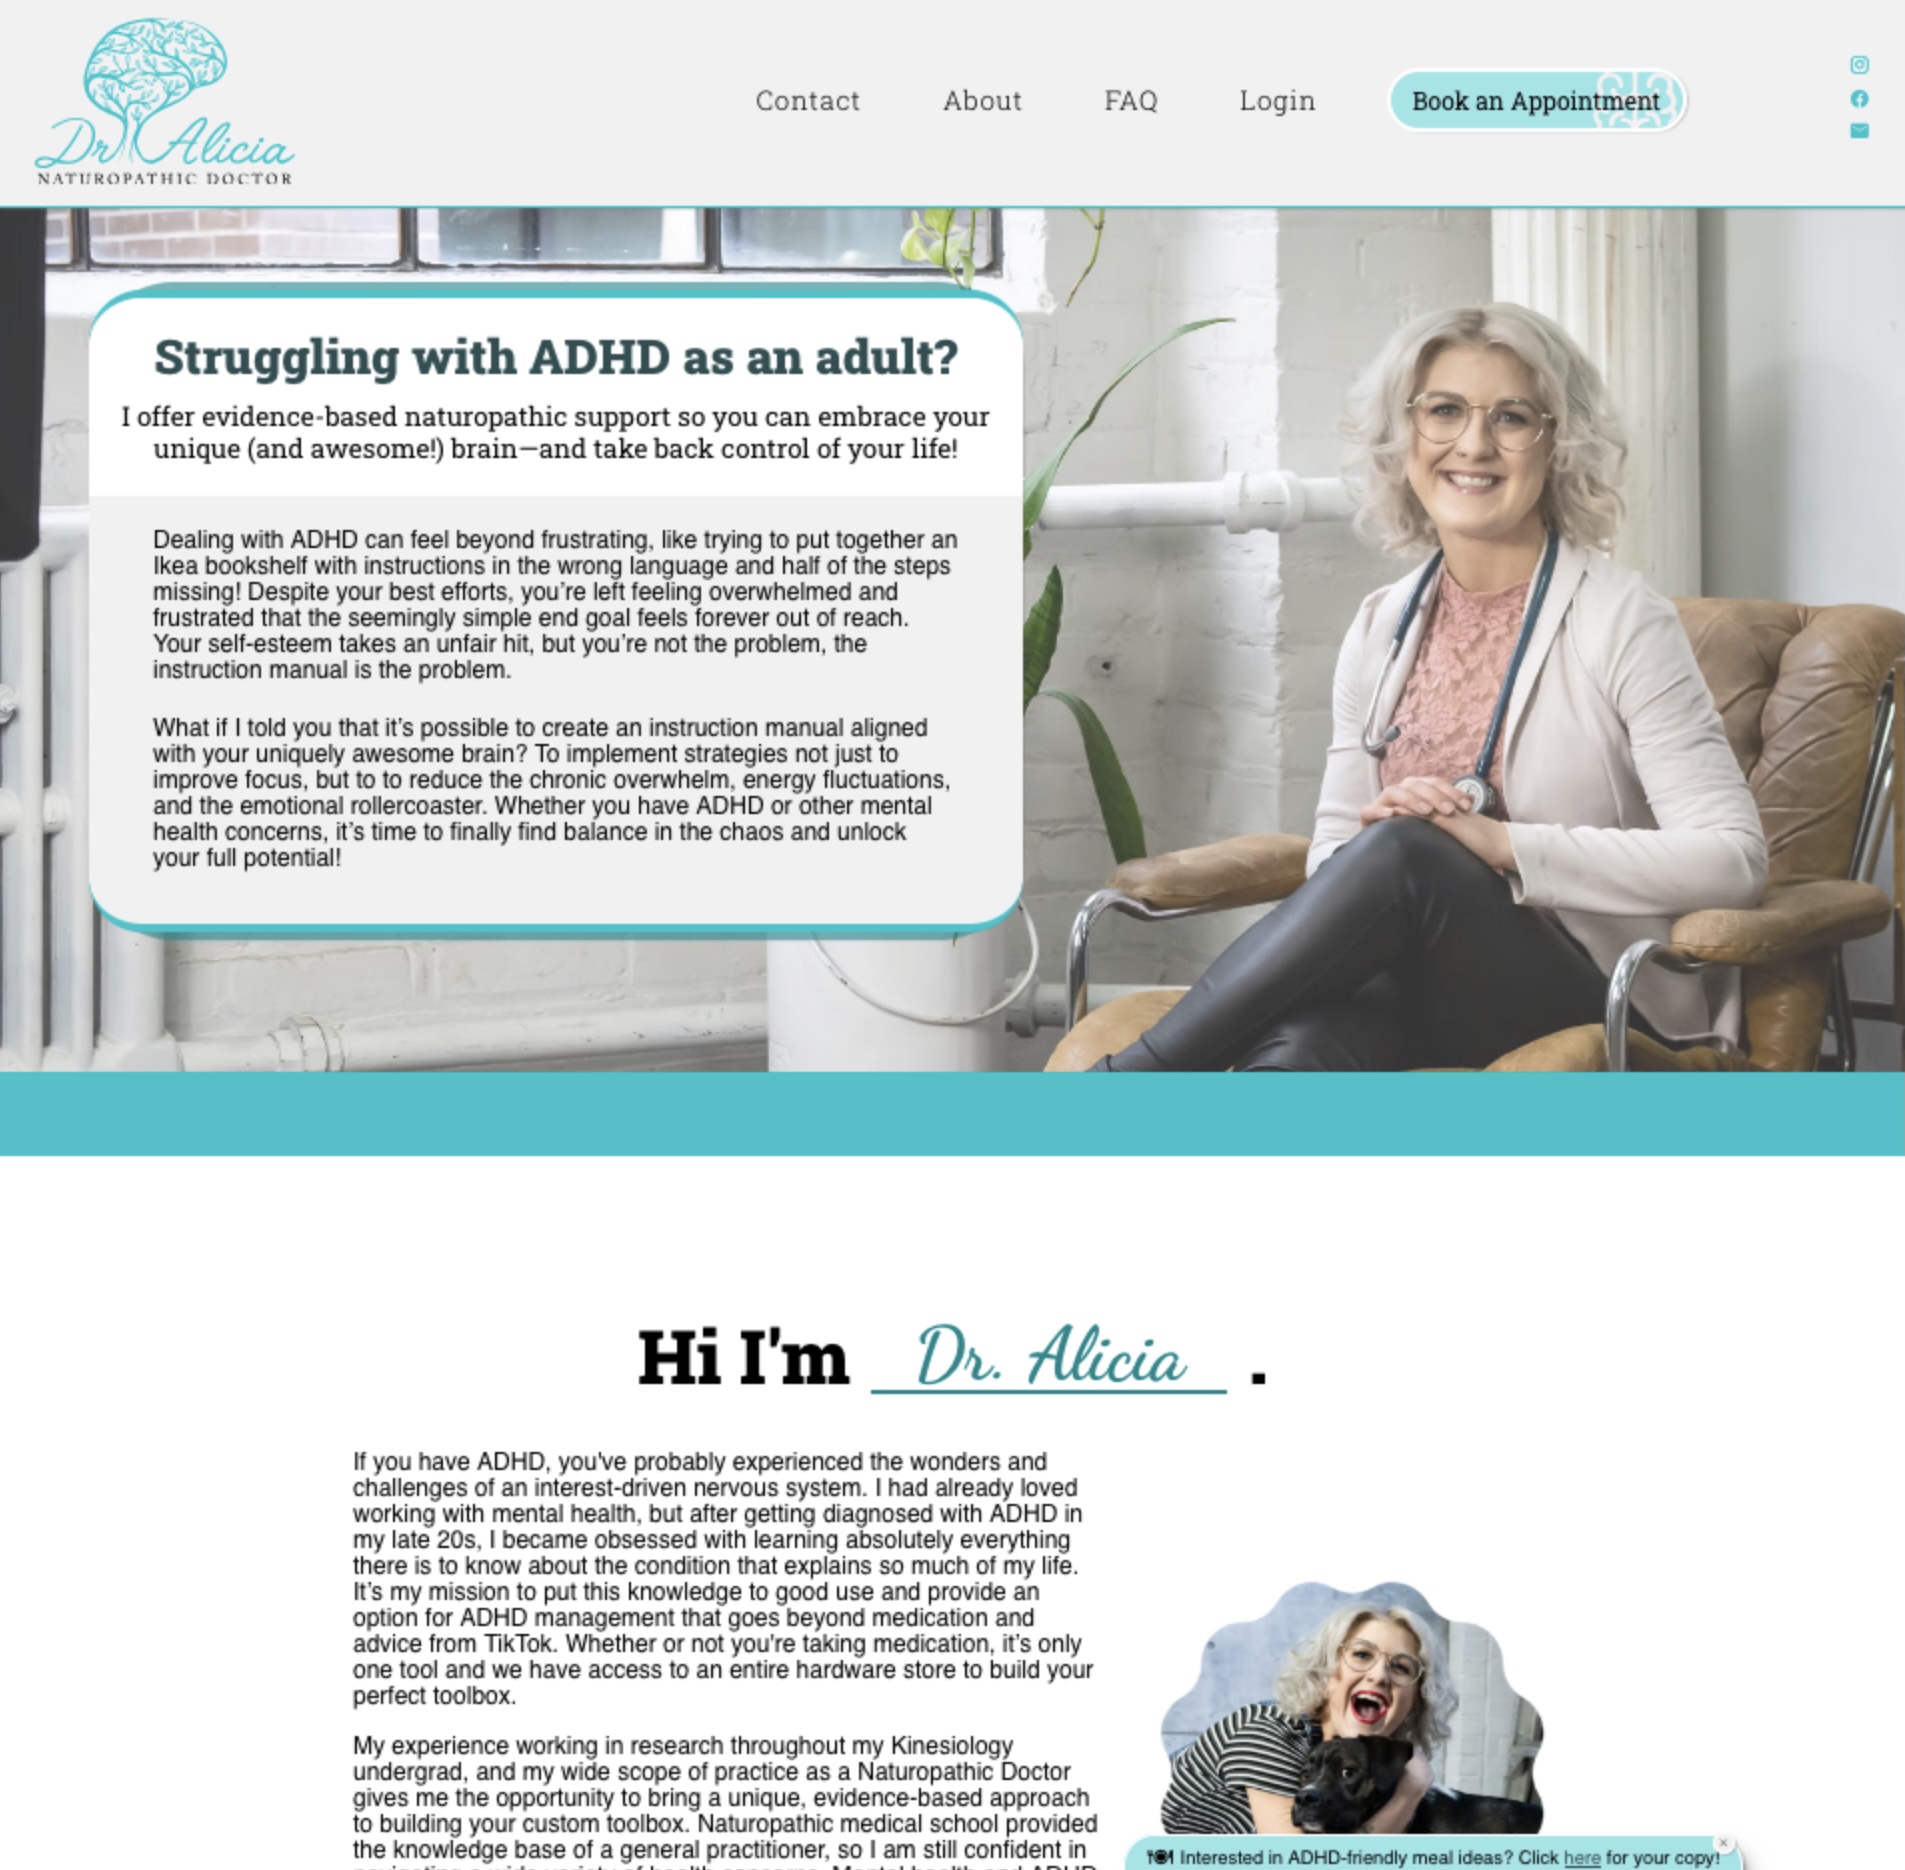 Dr Alicia
NATUROPATHIC DOCTOR
Contact
About
FAQ
Login
Book an Appointment
Struggling with ADHD as an adult?
I offer evidence-based naturopathic support so you can embrace your
unique (and awesome!) brain—and take back control of your life!
Dealing with ADHD can feel beyond frustrating, like trying to put together an
Ikea bookshelf with instructions in the wrong language and half of the steps
missing! Despite your best efforts, you’re left feeling overwhelmed and
frustrated that the seemingly simple end goal feels forever out of reach.
Your self-esteem takes an unfair hit, but you’re not the problem, the
instruction manual is the problem.
What if I told you that it’s possible to create an instruction manual aligned
with your uniquely awesome brain? To implement strategies not just to
improve focus, but to to reduce the chronic overwhelm, energy fluctuations,
and the emotional rollercoaster. Whether you have ADHD or other mental
health concerns, it’s time to finally find balance in the chaos and unlock
your full potential!
Hi I'm Dr. Alicia .
If you have ADHD, you've probably experienced the wonders and
challenges of an interest-driven nervous system. I had already loved
working with mental health, but after getting diagnosed with ADHD in
my late 20s, I became obsessed with learning absolutely everything
there is to know about the condition that explains so much of my life.
It’s my mission to put this knowledge to good use and provide an
option for ADHD management that goes beyond medication and
advice from TikTok. Whether or not you're taking medication, it’s only
one tool and we have access to an entire hardware store to build your
perfect toolbox.
My experience working in research throughout my Kinesiology
undergrad, and my wide scope of practice as a Naturopathic Doctor
gives me the opportunity to bring a unique, evidence-based approach
to building your custom toolbox. Naturopathic medical school provided
the knowledge base of a general practitioner, so I am still confident in
🍽 Interested in ADHD-friendly meal ideas? Click here for your copy!